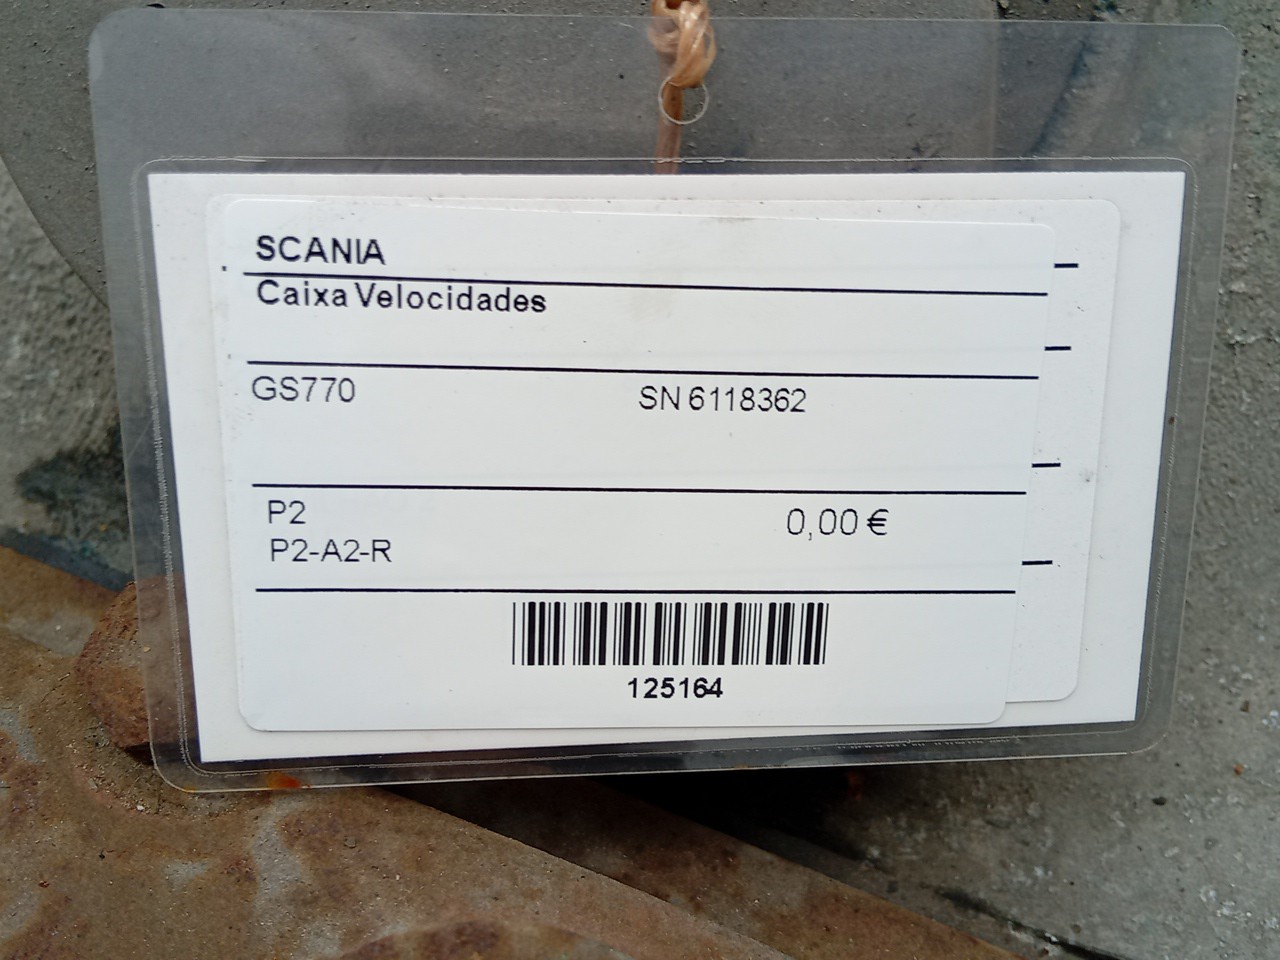 SCANIA
Caixa Velocidades
GS770 SN 6118362
P2 0,00 €
P2-A2-R
125164